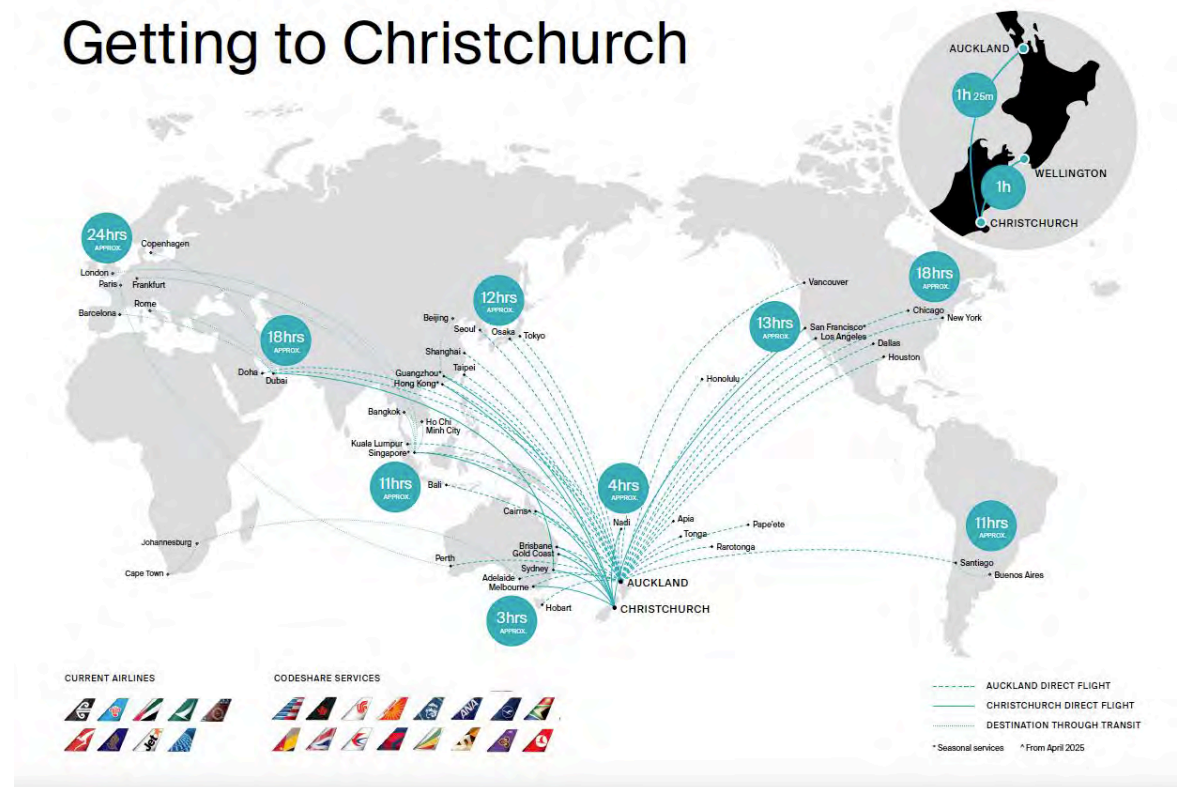 Getting to Christchurch
AUCKLAND
1h 25m
WELLINGTON
1h
CHRISTCHURCH
24hrs
APPROX.
Copenhagen
London
Paris
Frankfurt
Barcelona
Rome
18hrs
APPROX.
Doha
Dubai
12hrs
APPROX.
Beijing
Seoul
Osaka
Tokyo
Shanghai
Taipei
Guangzhou*
Hong Kong*
Bangkok
Ho Chi
Minh City
Kuala Lumpur
Singapore*
11hrs
APPROX.
Bali
Cairns^
Johannesburg
Cape Town
Perth
Brisbane
Gold Coast
Sydney
Adelaide
Melbourne
Hobart
3hrs
APPROX.
4hrs
APPROX.
Nadi
Apia
Tonga
Pape'ete
Rarotonga
AUCKLAND
CHRISTCHURCH
Vancouver
13hrs
APPROX.
San Francisco*
Los Angeles
18hrs
APPROX.
Chicago
New York
Dallas
Houston
Honolulu
11hrs
APPROX.
Santiago
Buenos Aires
CURRENT AIRLINES
Jet
CODESHARE SERVICES
ANA
AUCKLAND DIRECT FLIGHT
CHRISTCHURCH DIRECT FLIGHT
DESTINATION THROUGH TRANSIT
* Seasonal services ^ From April 2025